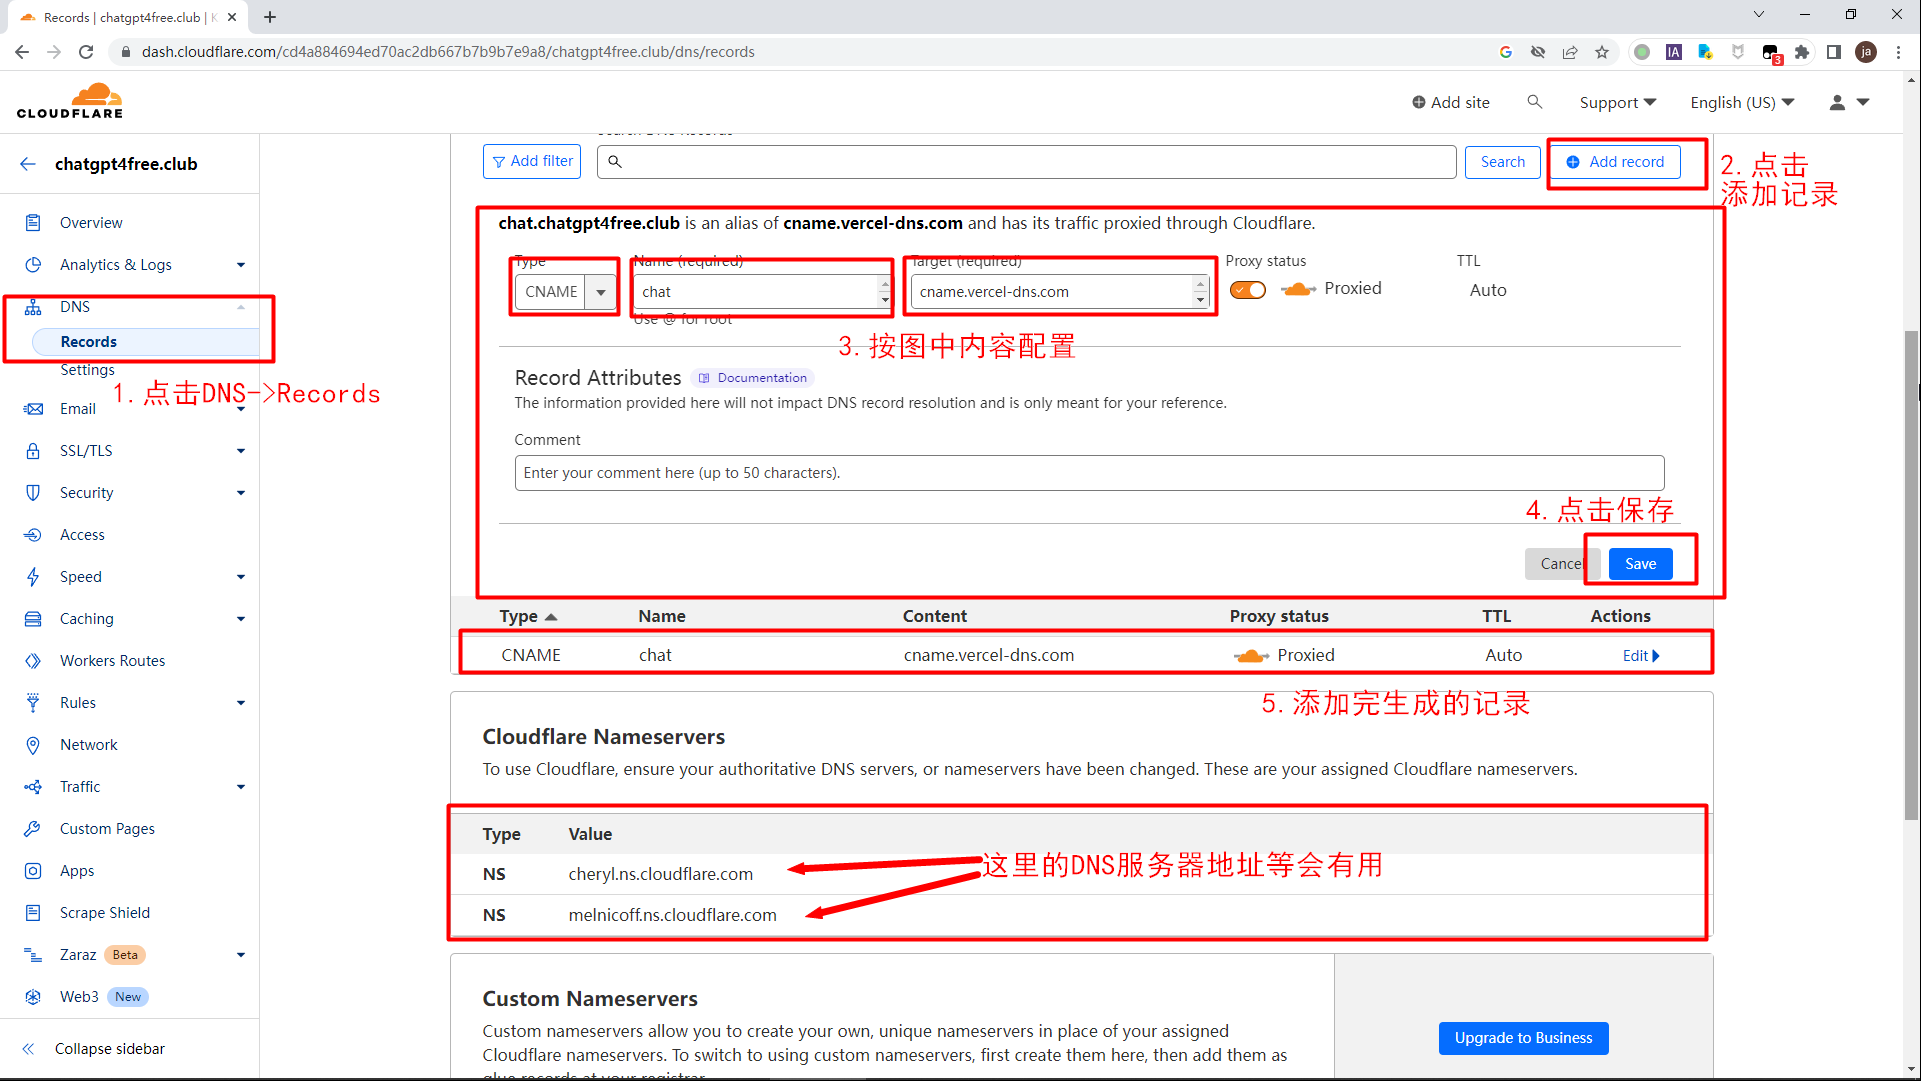 Records | chatgpt4free.club | K
dash.cloudflare.com/cd4a884694ed70ac2db667b7b9b7e9a8/chatgpt4free.club/dns/records
IA
3
ja
CLOUDFLARE
Add site
Support
English (US)
chatgpt4free.club
Overview
Analytics & Logs
DNS
Records
Settings
1. 点击DNS->Records
Email
SSL/TLS
Security
Access
Speed
Caching
Workers Routes
Rules
Network
Traffic
Custom Pages
Apps
Scrape Shield
Zaraz Beta
Web3 New
Collapse sidebar
Search DNS Records
Add filter
Search
Add record
2. 点击
添加记录
chat.chatgpt4free.club is an alias of cname.vercel-dns.com and has its traffic proxied through Cloudflare.
Type Name (required) Target (required) Proxy status TTL
CNAME chat cname.vercel-dns.com Proxied Auto
Use @ for root
3. 按图中内容配置
Record Attributes Documentation
The information provided here will not impact DNS record resolution and is only meant for your reference.
Comment
Enter your comment here (up to 50 characters).
4. 点击保存
Cancel Save
Type Name Content Proxy status TTL Actions
CNAME chat cname.vercel-dns.com Proxied Auto Edit
5. 添加完生成的记录
Cloudflare Nameservers
To use Cloudflare, ensure your authoritative DNS servers, or nameservers have been changed. These are your assigned Cloudflare nameservers.
Type Value
NS cheryl.ns.cloudflare.com
这里的DNS服务器地址等会有用
NS melnicoff.ns.cloudflare.com
Custom Nameservers
Custom nameservers allow you to create your own, unique nameservers in place of your assigned
Cloudflare nameservers. To switch to using custom nameservers, first create them here, then add them as
glue records at your registrar.
Upgrade to Business